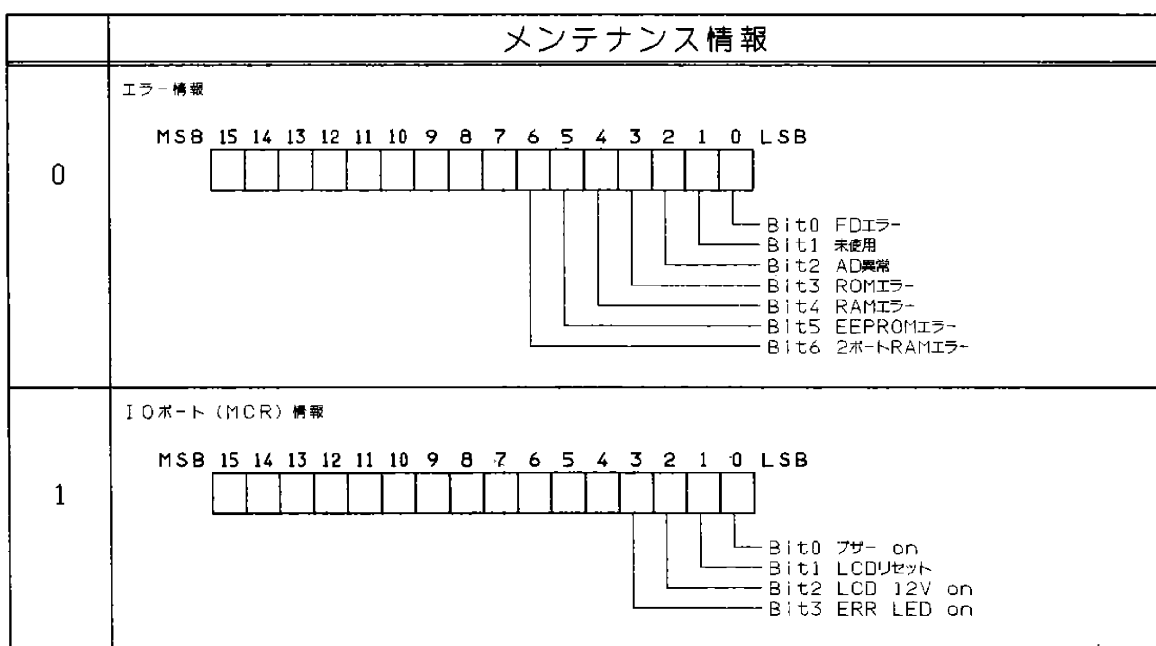 メンテナンス情報
0
エラー情報
MSB 15 14 13 12 11 10 9 8 7 6 5 4 3 2 1 0 LSB
Bit0 FDエラー
Bit1 未使用
Bit2 AD異常
Bit3 ROMエラー
Bit4 RAMエラー
Bit5 EEPROMエラー
Bit6 2ポートRAMエラー
1
IOポート(MCR)情報
MSB 15 14 13 12 11 10 9 8 7 6 5 4 3 2 1 0 LSB
Bit0 ブザー on
Bit1 LCDリセット
Bit2 LCD 12V on
Bit3 ERR LED on